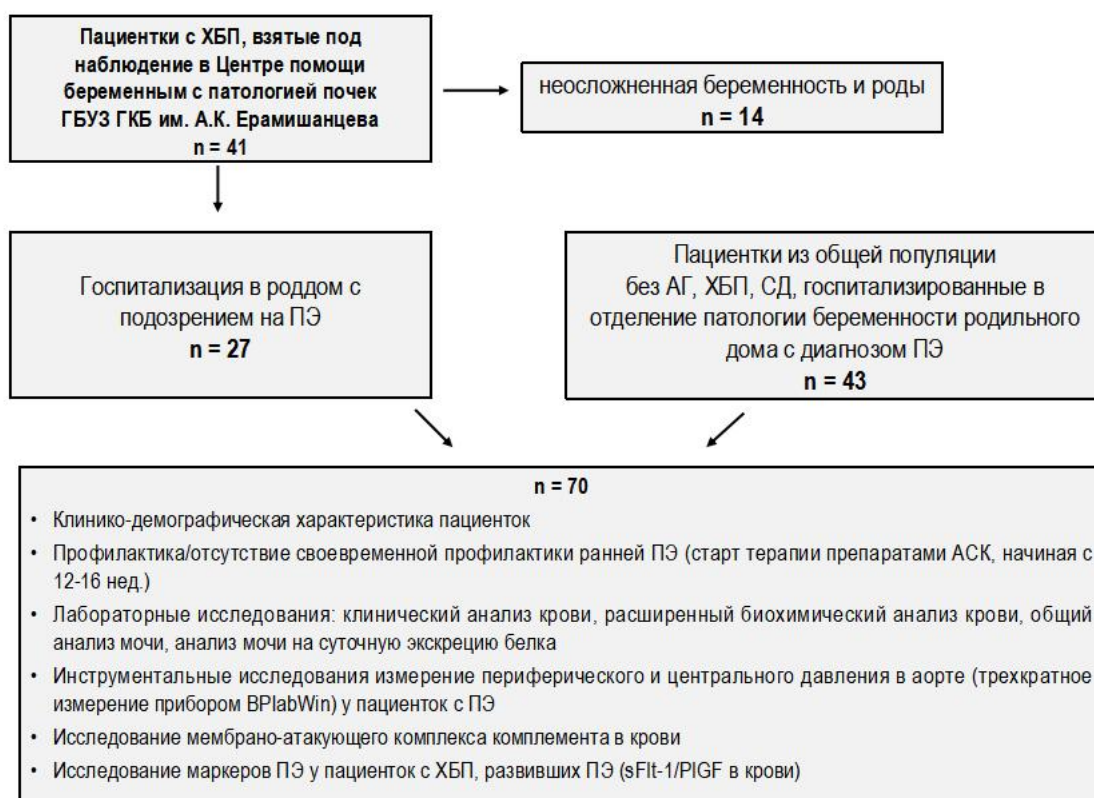 Пациентки с ХБП, взятые под
наблюдение в Центре помощи
беременным с патологией почек
ГБУЗ ГКБ им. А.К. Ерамишанцева
n = 41
неосложненная беременность и роды
n = 14
Госпитализация в роддом с
подозрением на ПЭ
n = 27
Пациентки из общей популяции
без АГ, ХБП, СД, госпитализированные в
отделение патологии беременности родильного
дома с диагнозом ПЭ
n = 43
n = 70
• Клинико-демографическая характеристика пациенток
• Профилактика/отсутствие своевременной профилактики ранней ПЭ (старт терапии препаратами АСК, начиная с
12-16 нед.)
• Лабораторные исследования: клинический анализ крови, расширенный биохимический анализ крови, общий
анализ мочи, анализ мочи на суточную экскрецию белка
• Инструментальные исследования измерение периферического и центрального давления в аорте (трехкратное
измерение прибором BPlabWin) у пациенток с ПЭ
• Исследование мембрано-атакующего комплекса комплемента в крови
• Исследование маркеров ПЭ у пациенток с ХБП, развивших ПЭ (sFlt-1/PlGF в крови)